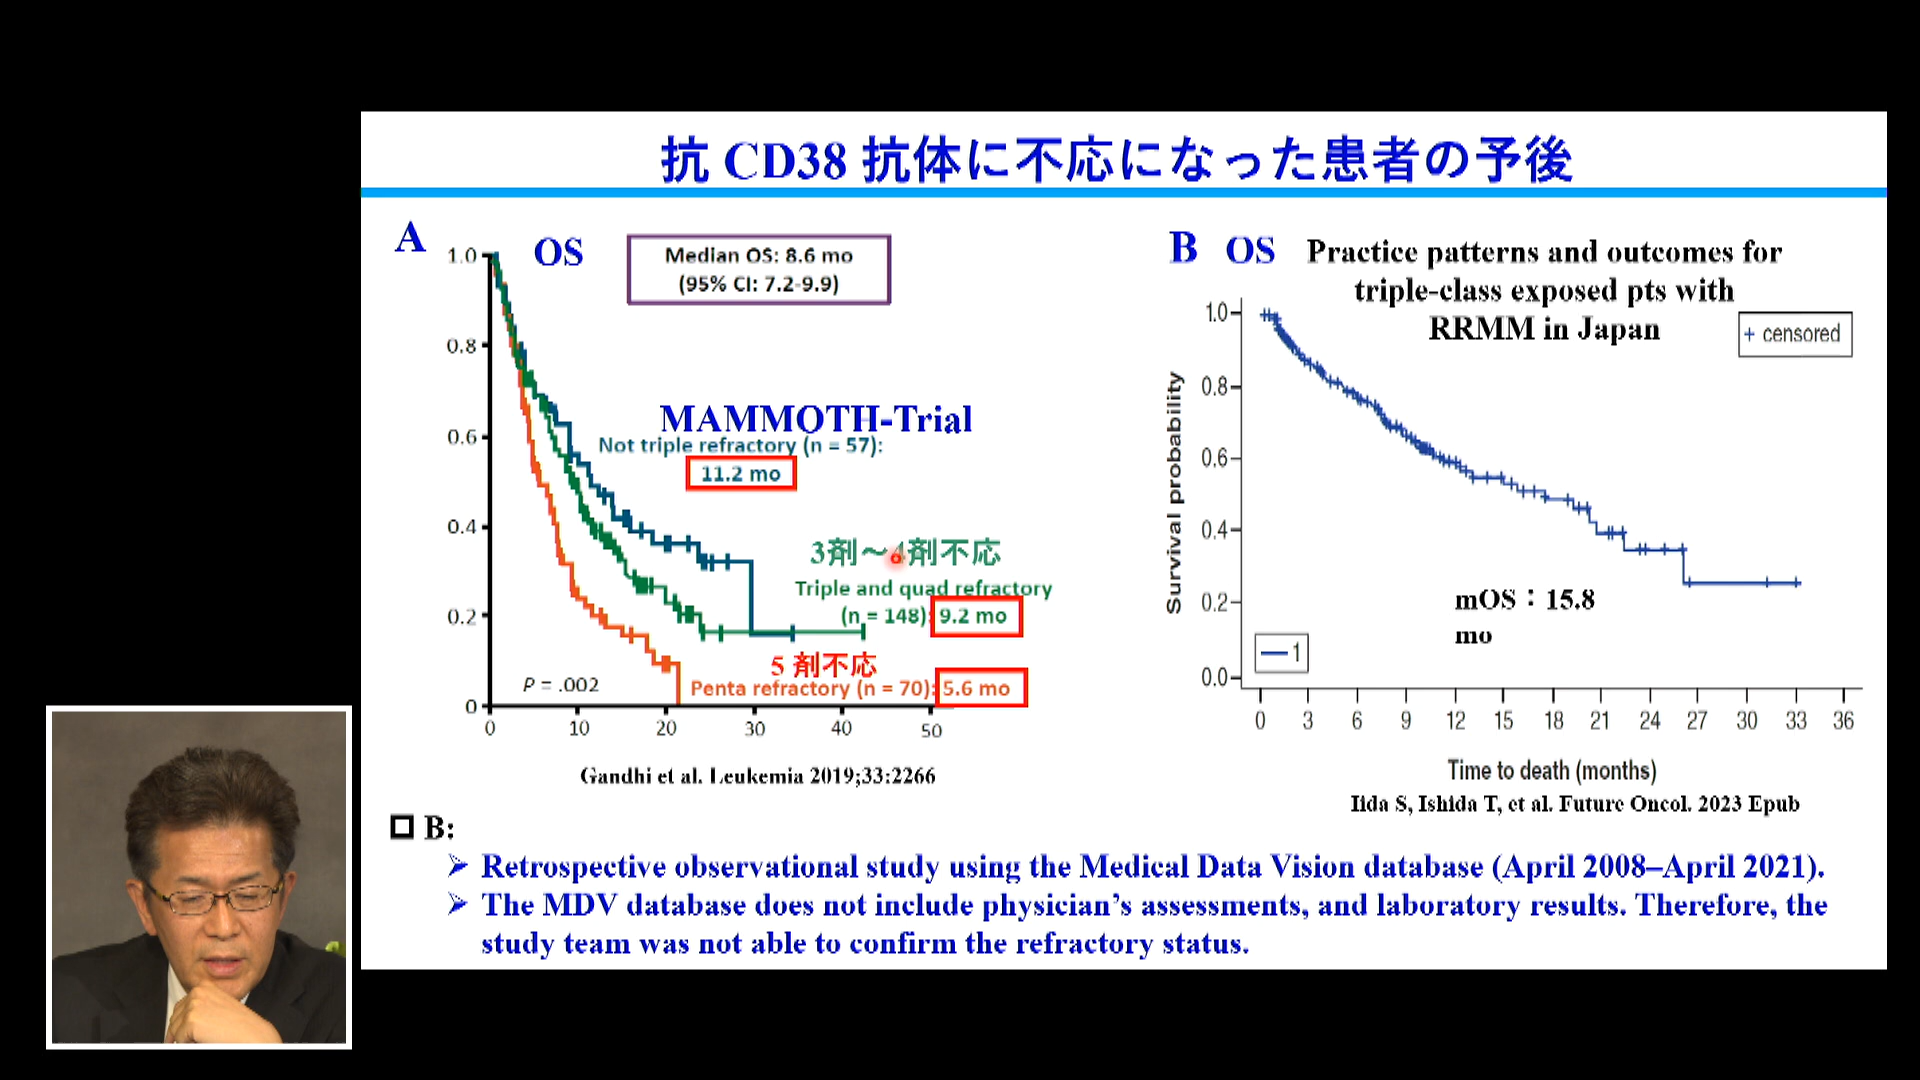 抗 CD38 抗体に不応になった患者の予後
A
OS
Median OS: 8.6 mo
(95% CI: 7.2-9.9)
1.0
0.8
0.6
0.4
0.2
0
MAMMOTH-Trial
Not triple refractory (n = 57):
11.2 mo
3剤～4剤不応
Triple and quad refractory
(n = 148): 9.2 mo
5 剤不応
Penta refractory (n = 70): 5.6 mo
P = .002
0 10 20 30 40 50
Gandhi et al. Leukemia 2019;33:2266
B OS
Practice patterns and outcomes for
triple-class exposed pts with
RRMM in Japan
+ censored
Survival probability
1.0
0.8
0.6
0.4
0.2
0.0
mOS：15.8
mo
1
0 3 6 9 12 15 18 21 24 27 30 33 36
Time to death (months)
Iida S, Ishida T, et al. Future Oncol. 2023 Epub
B:
Retrospective observational study using the Medical Data Vision database (April 2008–April 2021).
The MDV database does not include physician’s assessments, and laboratory results. Therefore, the
study team was not able to confirm the refractory status.